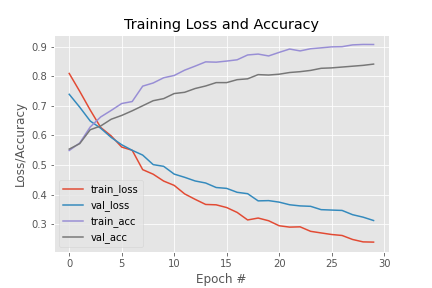 Training Loss and Accuracy
Loss/Accuracy
0.9
0.8
0.7
0.6
0.5
0.4
0.3
train_loss
val_loss
train_acc
val_acc
0 5 10 15 20 25 30
Epoch #